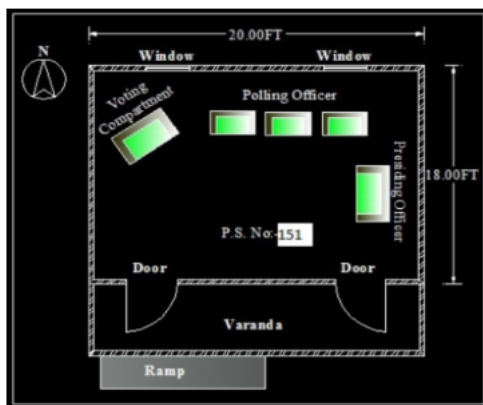 20.00FT
N
Window
Window
Voting
Compartment
Polling Officer
Presiding Officer
18.00FT
P.S. No:-151
Door
Door
Varanda
Ramp